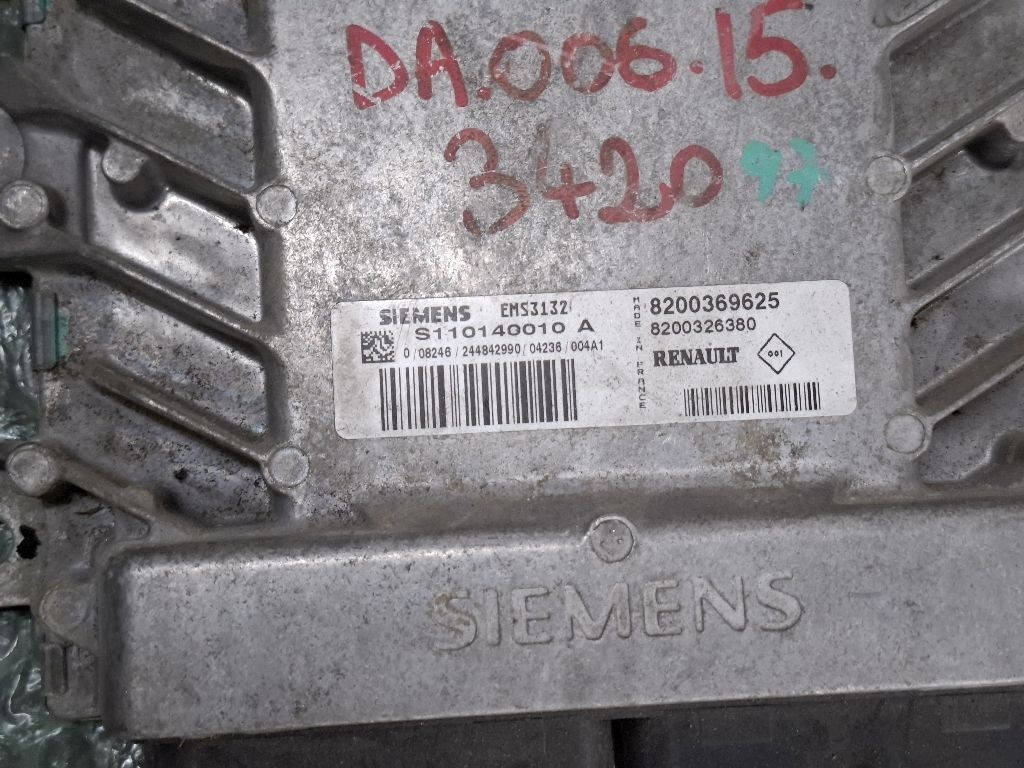 DA.006.15.
3420 97
SIEMENS EMS3132
S110140010 A
0/08246/244842990/04236/004A1
MADE IN FRANCE
8200369625
8200326380
RENAULT 001
SIEMENS